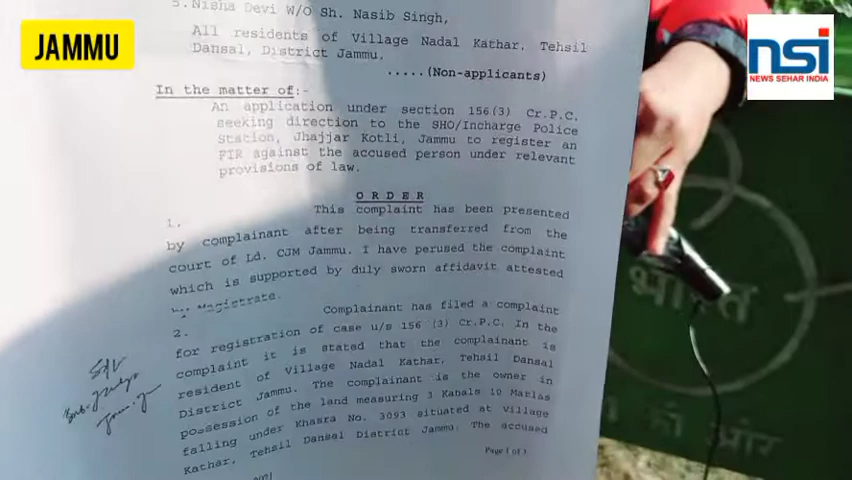 JAMMU
nsi
NEWS SEHAR INDIA
5. Nisha Devi W/O Sh. Nasib Singh,
All residents of Village Nadal Kathar, Tehsil
Dansal, District Jammu.
.....(Non-applicants)
In the matter of:-
An application under section 156(3) Cr.P.C.
seeking direction to the SHO/Incharge Police
Station, Jhajjar Kotli, Jammu to register an
FIR against the accused person under relevant
provisions of law.
O R D E R
1. This complaint has been presented
by complainant after being transferred from the
court of Ld. CJM Jammu. I have perused the complaint
which is supported by duly sworn affidavit attested
by Magistrate.
2. Complainant has filed a complaint
for registration of case u/s 156 (3) Cr.P.C. In the
complaint it is stated that the complainant is
resident of Village Nadal Kathar, Tehsil Dansal
District Jammu. The complainant is the owner in
possession of the land measuring 3 Kanals 10 Marlas
falling under Khasra No. 3093 situated at Village
Kathar, Tehsil Dansal District Jammu. The accused
Page 1 of 3
भारत
की ओर